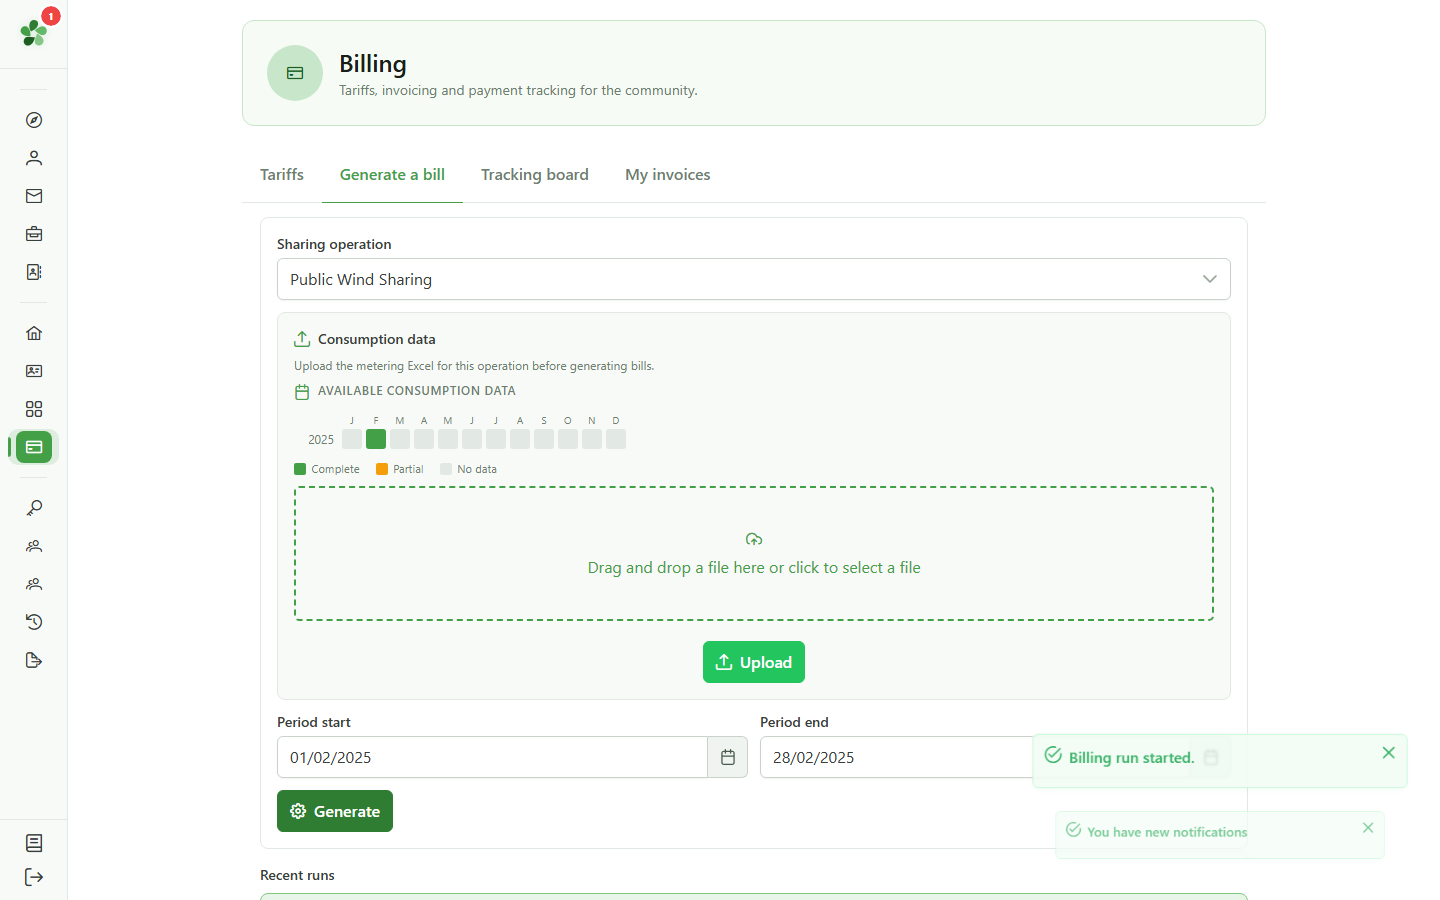 1
Billing
Tariffs, invoicing and payment tracking for the community.
Tariffs
Generate a bill
Tracking board
My invoices
Sharing operation
Public Wind Sharing
Consumption data
Upload the metering Excel for this operation before generating bills.
AVAILABLE CONSUMPTION DATA
J F M A M J J A S O N D
2025
Complete
Partial
No data
Drag and drop a file here or click to select a file
Upload
Period start
Period end
01/02/2025
28/02/2025
Billing run started.
Generate
You have new notifications
Recent runs